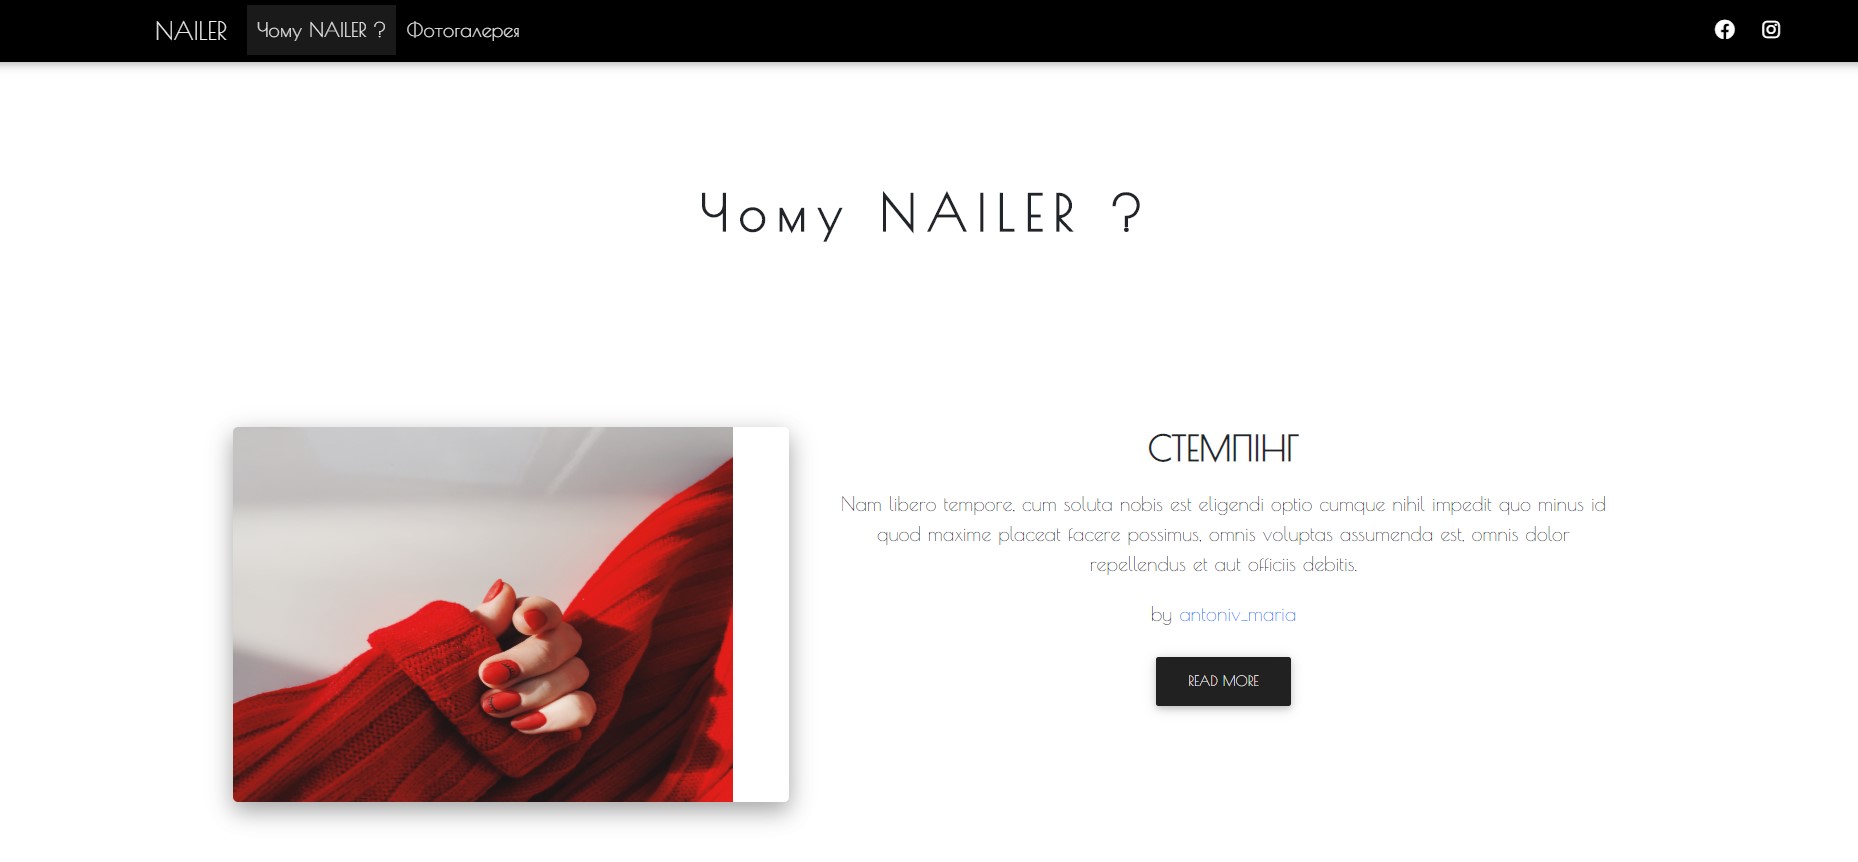 NAILER Чому NAILER ? Фотогалерея
Чому NAILER ?
СТЕМПІНГ
Nam libero tempore, cum soluta nobis est eligendi optio cumque nihil impedit quo minus id
quod maxime placeat facere possimus, omnis voluptas assumenda est, omnis dolor
repellendus et aut officiis debitis.
by antoniv_maria
READ MORE